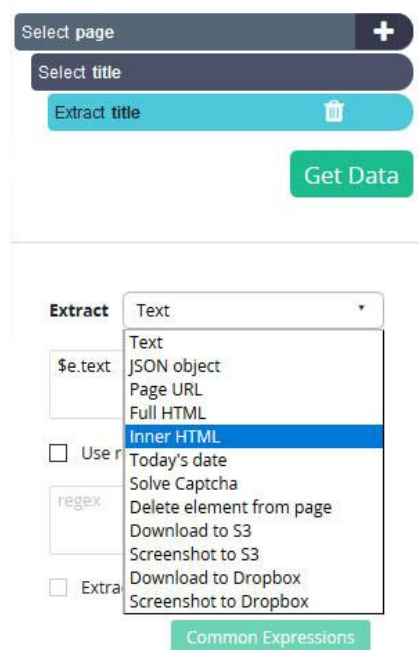 Select page +
Select title
Extract title
Get Data
Extract Text
$e.text
Text
JSON object
Page URL
Full HTML
Inner HTML
Today's date
Solve Captcha
Delete element from page
Download to S3
Screenshot to S3
Download to Dropbox
Screenshot to Dropbox
Use r
regex
Extra
Common Expressions